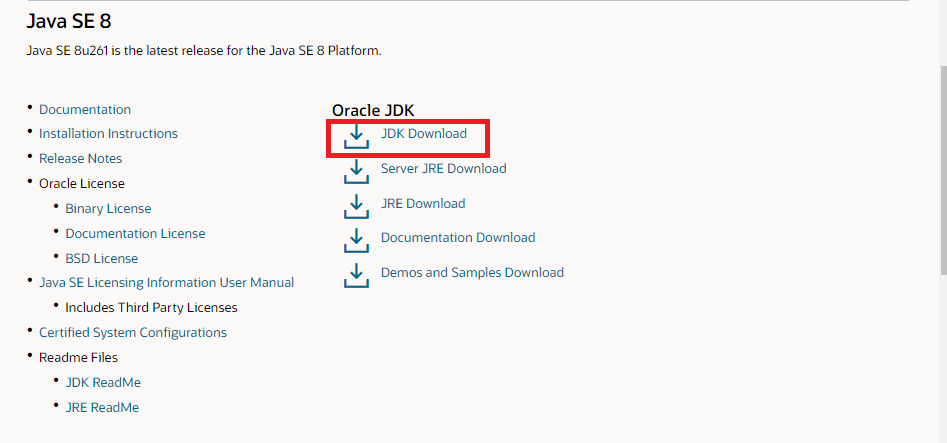 Java SE 8
Java SE 8u261 is the latest release for the Java SE 8 Platform.
Documentation
Installation Instructions
Release Notes
Oracle License
Binary License
Documentation License
BSD License
Java SE Licensing Information User Manual
Includes Third Party Licenses
Certified System Configurations
Readme Files
JDK ReadMe
JRE ReadMe
Oracle JDK
JDK Download
Server JRE Download
JRE Download
Documentation Download
Demos and Samples Download